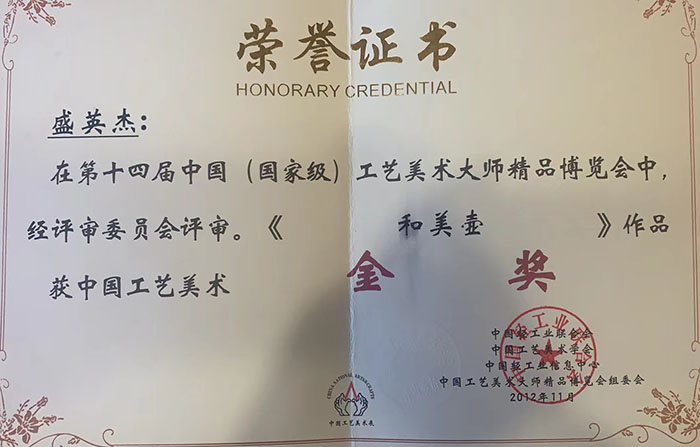 荣誉证书
HONORARY CREDENTIAL
盛英杰：
在第十四届中国（国家级）工艺美术大师精品博览会中，
经评审委员会评审。《 和美壶 》作品
获中国工艺美术 金 奖
中国轻工业联合会
中国工艺美术学会
中国轻工业信息中心
中国工艺美术大师精品博览会组委会
2012年11月
CHINA NATIONAL ARTS&CRAFTS
中国工艺美术展